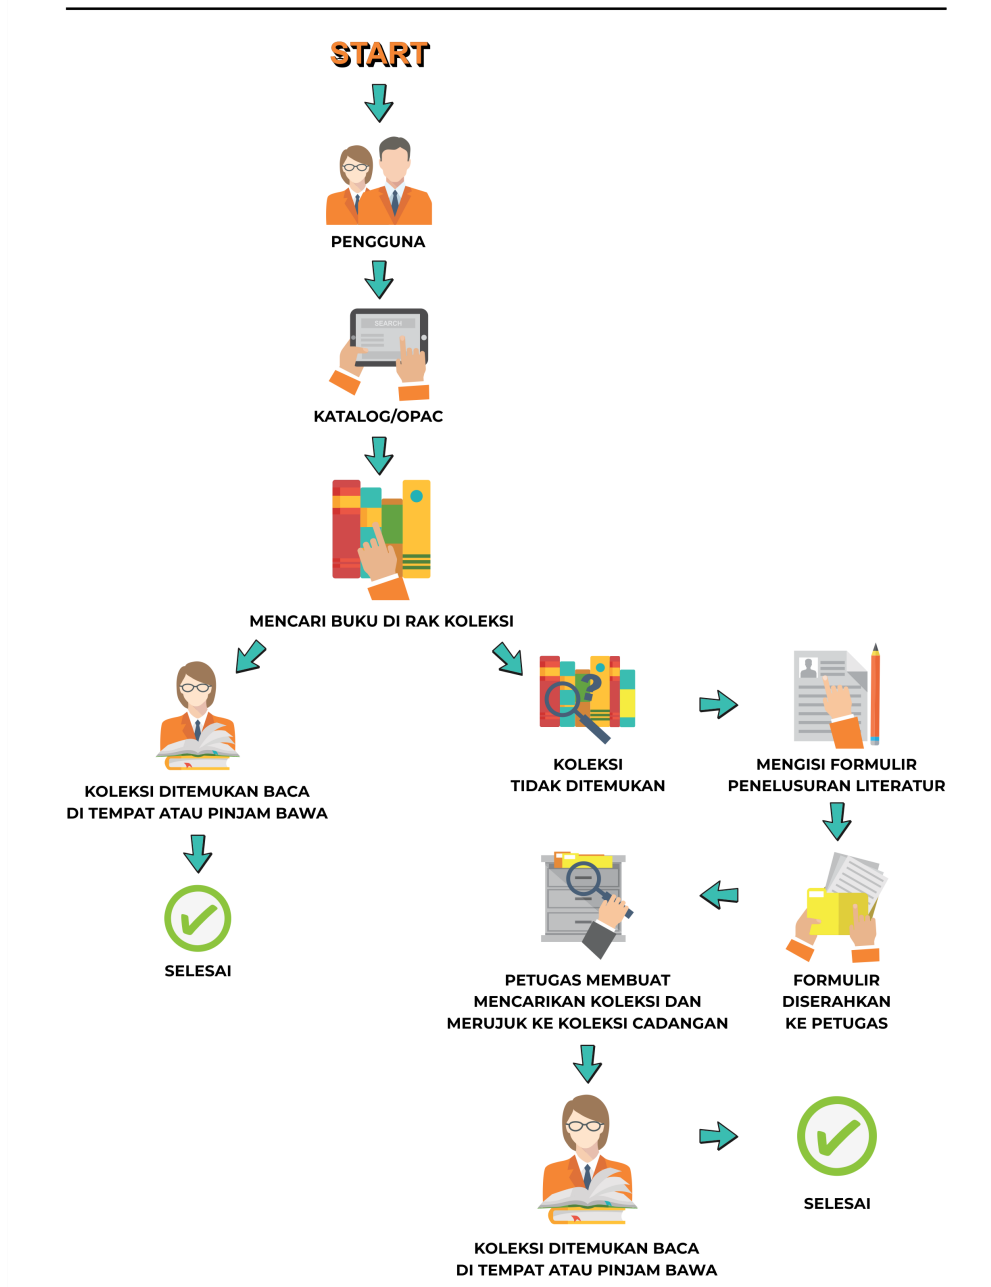 START
PENGGUNA
SEARCH
KATALOG/OPAC
MENCARI BUKU DI RAK KOLEKSI
KOLEKSI DITEMUKAN BACA
DI TEMPAT ATAU PINJAM BAWA
SELESAI
?
KOLEKSI
TIDAK DITEMUKAN
MENGISI FORMULIR
PENELUSURAN LITERATUR
FORMULIR
DISERAHKAN
KE PETUGAS
PETUGAS MEMBUAT
MENCARIKAN KOLEKSI DAN
MERUJUK KE KOLEKSI CADANGAN
KOLEKSI DITEMUKAN BACA
DI TEMPAT ATAU PINJAM BAWA
SELESAI